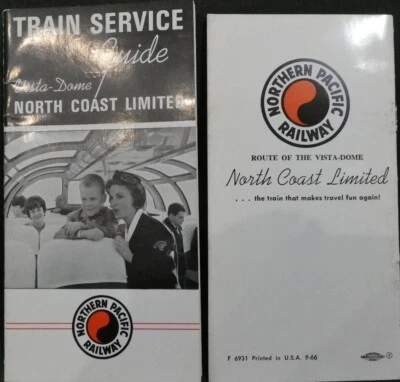 TRAIN SERVICE
Guide
Vista-Dome
NORTH COAST LIMITED
NORTHERN PACIFIC
RAILWAY
NORTHERN PACIFIC
RAILWAY
ROUTE OF THE VISTA-DOME
North Coast Limited
. . . the train that makes travel fun again!
F 6931 Printed in U.S.A. 9-66